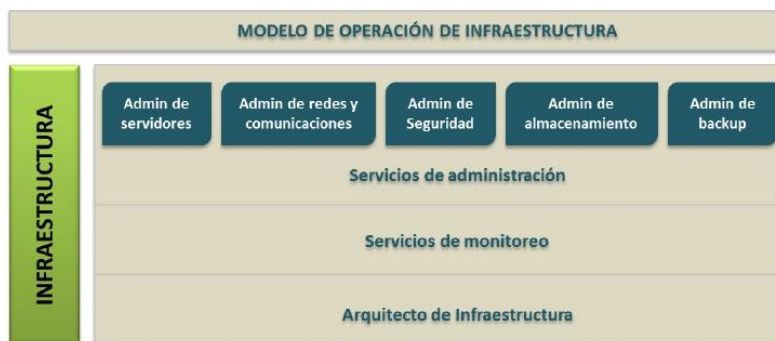 MODELO DE OPERACIÓN DE INFRAESTRUCTURA
INFRAESTRUCTURA
Admin de
servidores
Admin de redes y
comunicaciones
Admin de
Seguridad
Admin de
almacenamiento
Admin de
backup
Servicios de administración
Servicios de monitoreo
Arquitecto de Infraestructura